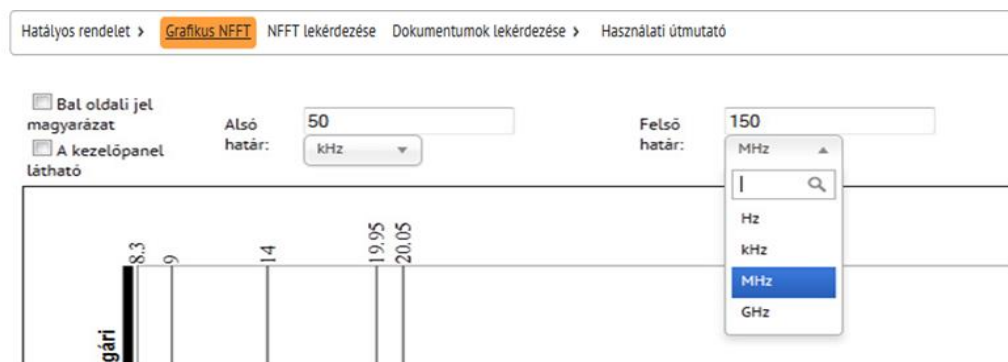 Hatályos rendelet > Grafikus NFFT NFFT lekérdezése Dokumentumok lekérdezése > Használati útmutató
Bal oldali jel
magyarázat
A kezelőpanel
látható
Alsó
határ:
50
kHz
Felső
határ:
150
MHz
Hz
kHz
MHz
GHz
8.3
9
14
19.95
20.05
gári